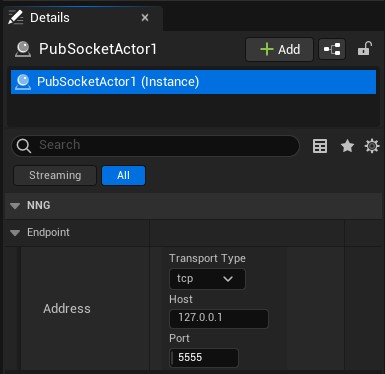 Details
PubSocketActor1
Add
PubSocketActor1 (Instance)
Search
Streaming
All
NNG
Endpoint
Address
Transport Type
tcp
Host
127.0.0.1
Port
5555